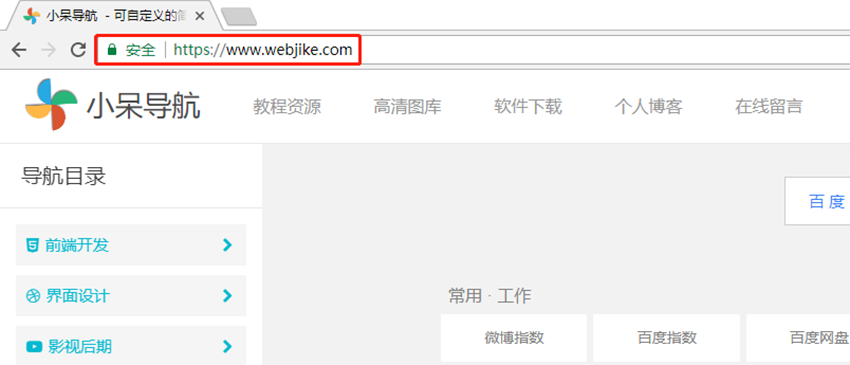 小呆导航 - 可自定义的简
安全 https://www.webjike.com
小呆导航 教程资源 高清图库 软件下载 个人博客 在线留言
导航目录
百度
前端开发
常用 · 工作
界面设计
微博指数 百度指数 百度网盘
影视后期